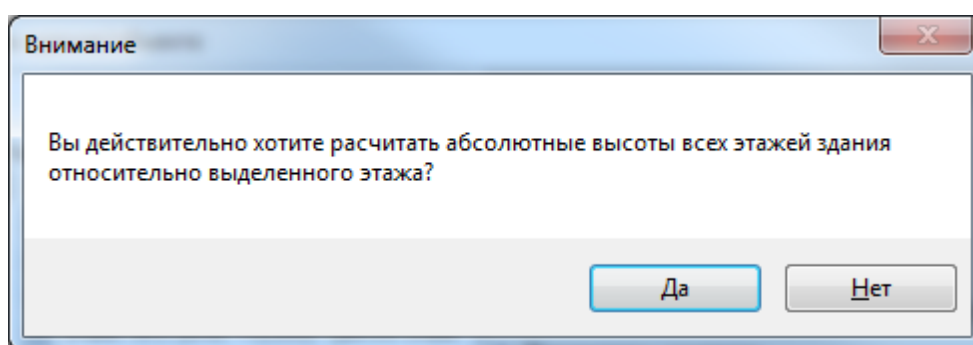 Внимание
Вы действительно хотите расчитать абсолютные высоты всех этажей здания
относительно выделенного этажа?
Да
Нет